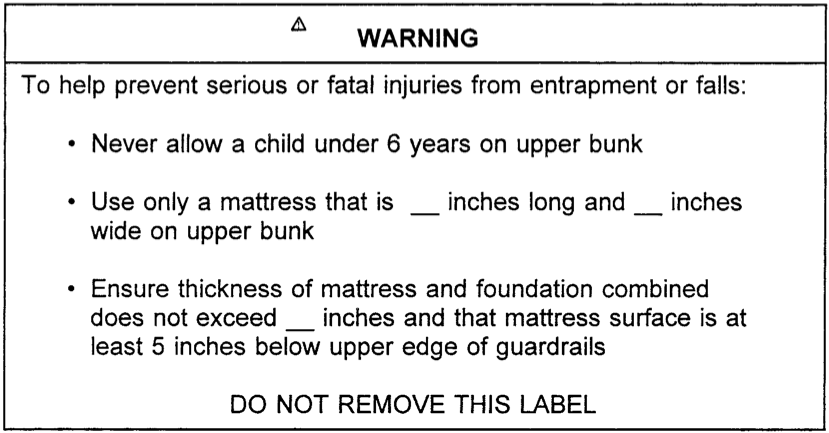 ⚠ WARNING
To help prevent serious or fatal injuries from entrapment or falls:
• Never allow a child under 6 years on upper bunk
• Use only a mattress that is __ inches long and __ inches
wide on upper bunk
• Ensure thickness of mattress and foundation combined
does not exceed __ inches and that mattress surface is at
least 5 inches below upper edge of guardrails
DO NOT REMOVE THIS LABEL